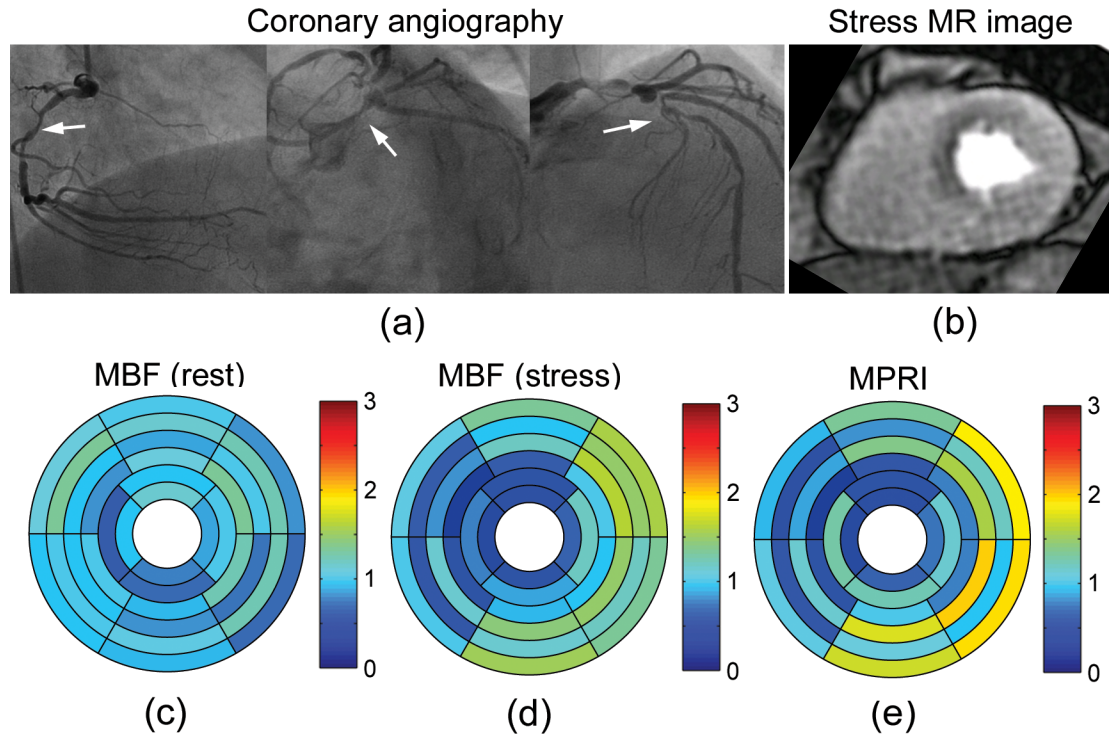 Coronary angiography
Stress MR image
(a)
(b)
MBF (rest)
MBF (stress)
MPRI
3
2
1
0
3
2
1
0
3
2
1
0
(c)
(d)
(e)